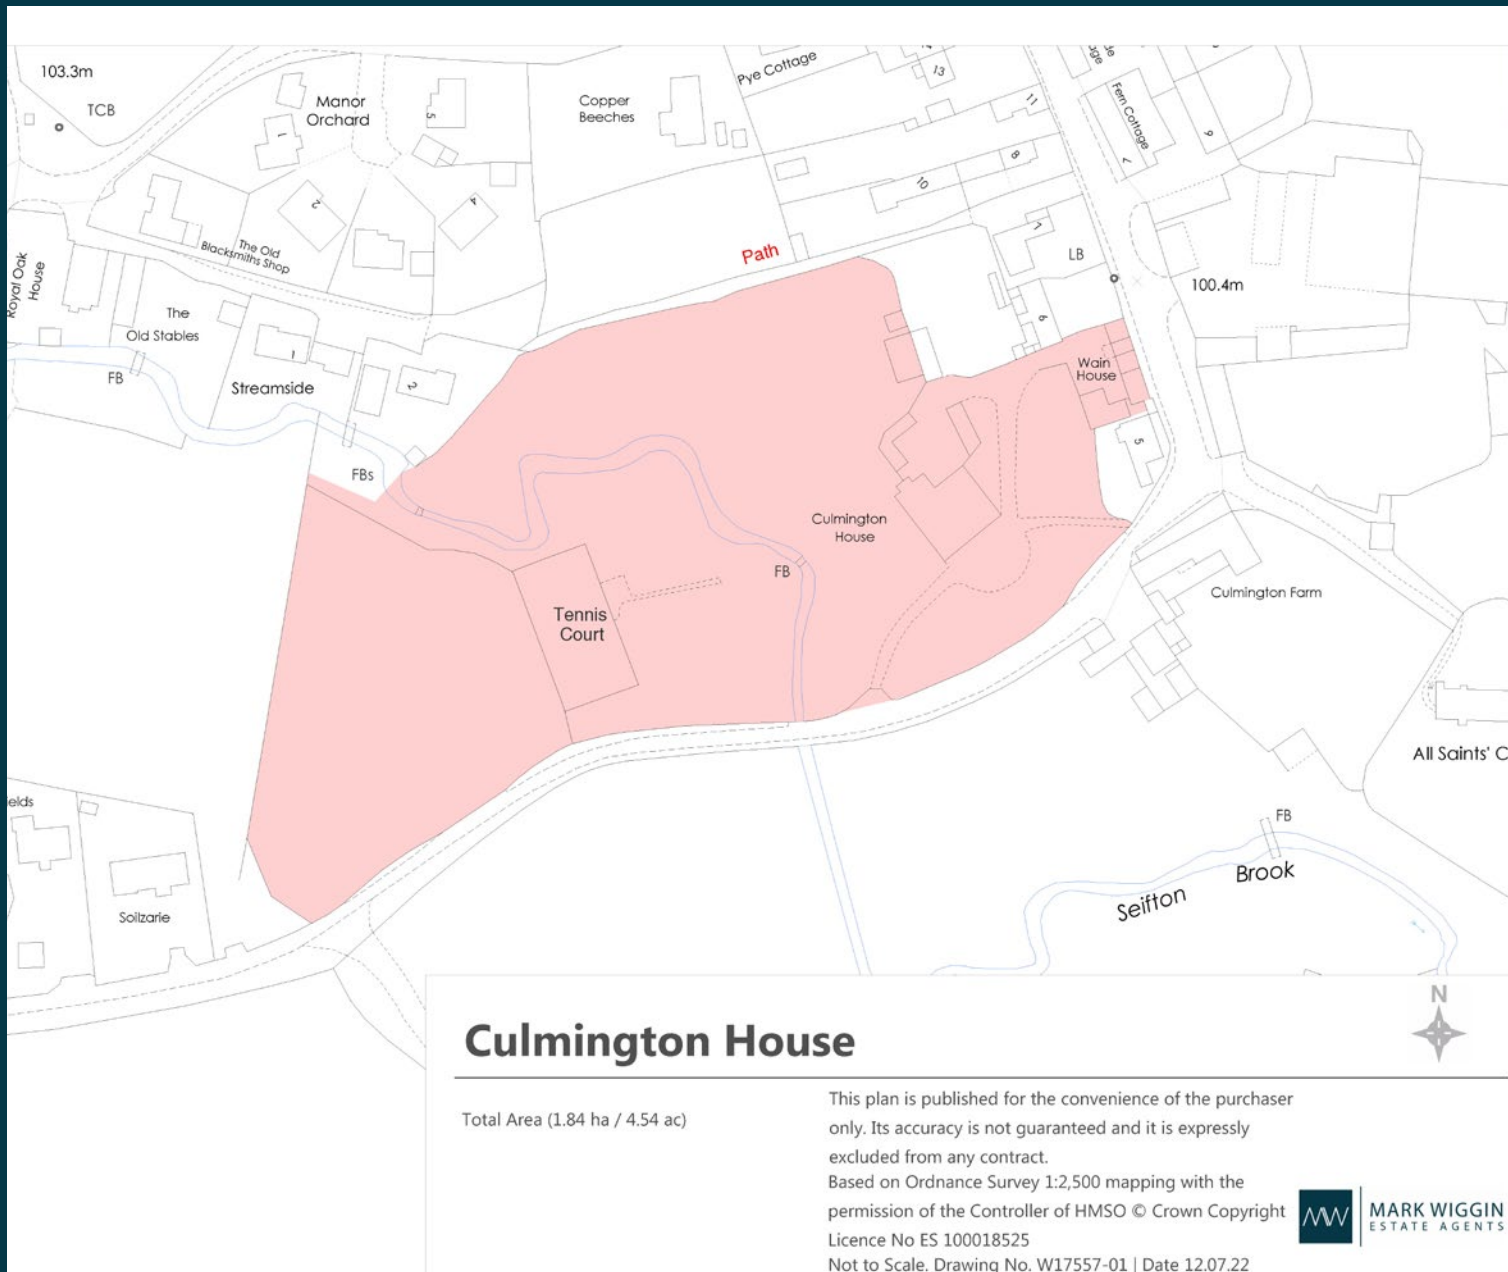 103.3m
TCB
Manor
Orchard
1
5
2
4
Copper
Beeches
Pye Cottage
13
11
8
10
Fern Cottage
7
9
The Old
Blacksmiths Shop
Royal Oak
House
The
Old Stables
FB
1
Streamside
2
FBs
Path
7
LB
6
100.4m
Wain
House
5
Culmington
House
FB
Tennis
Court
Culmington Farm
All Saints' C
elds
Soilzarie
FB
Seifton Brook
N
Culmington House
Total Area (1.84 ha / 4.54 ac)
This plan is published for the convenience of the purchaser
only. Its accuracy is not guaranteed and it is expressly
excluded from any contract.
Based on Ordnance Survey 1:2,500 mapping with the
permission of the Controller of HMSO © Crown Copyright
Licence No ES 100018525
Not to Scale. Drawing No. W17557-01 | Date 12.07.22
MW
MARK WIGGIN
ESTATE AGENTS